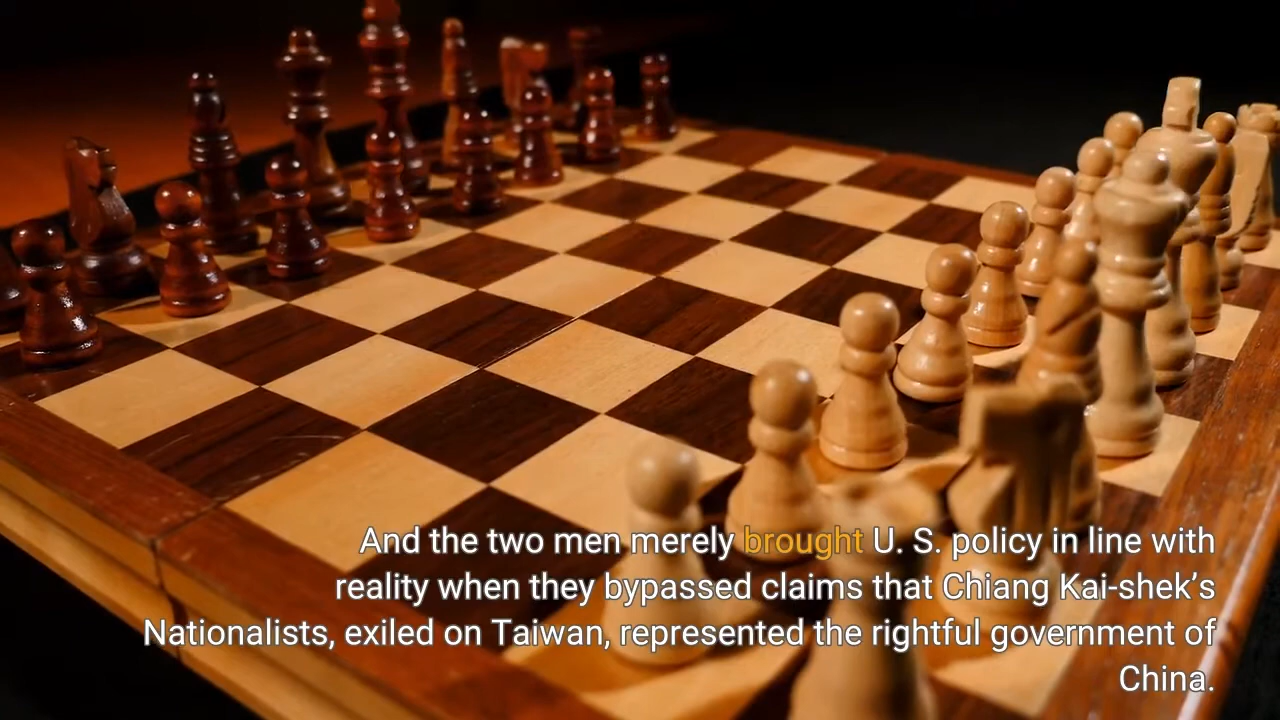 And the two men merely brought U. S. policy in line with
reality when they bypassed claims that Chiang Kai-shek’s
Nationalists, exiled on Taiwan, represented the rightful government of
China.